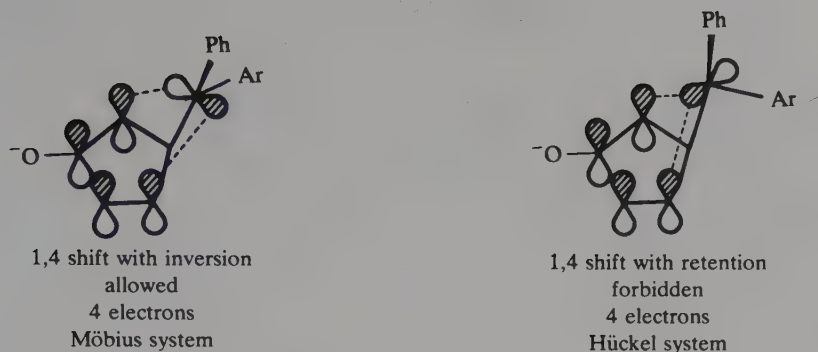 Ph
Ar
⁻O
1,4 shift with inversion
allowed
4 electrons
Möbius system
Ph
Ar
⁻O
1,4 shift with retention
forbidden
4 electrons
Hückel system